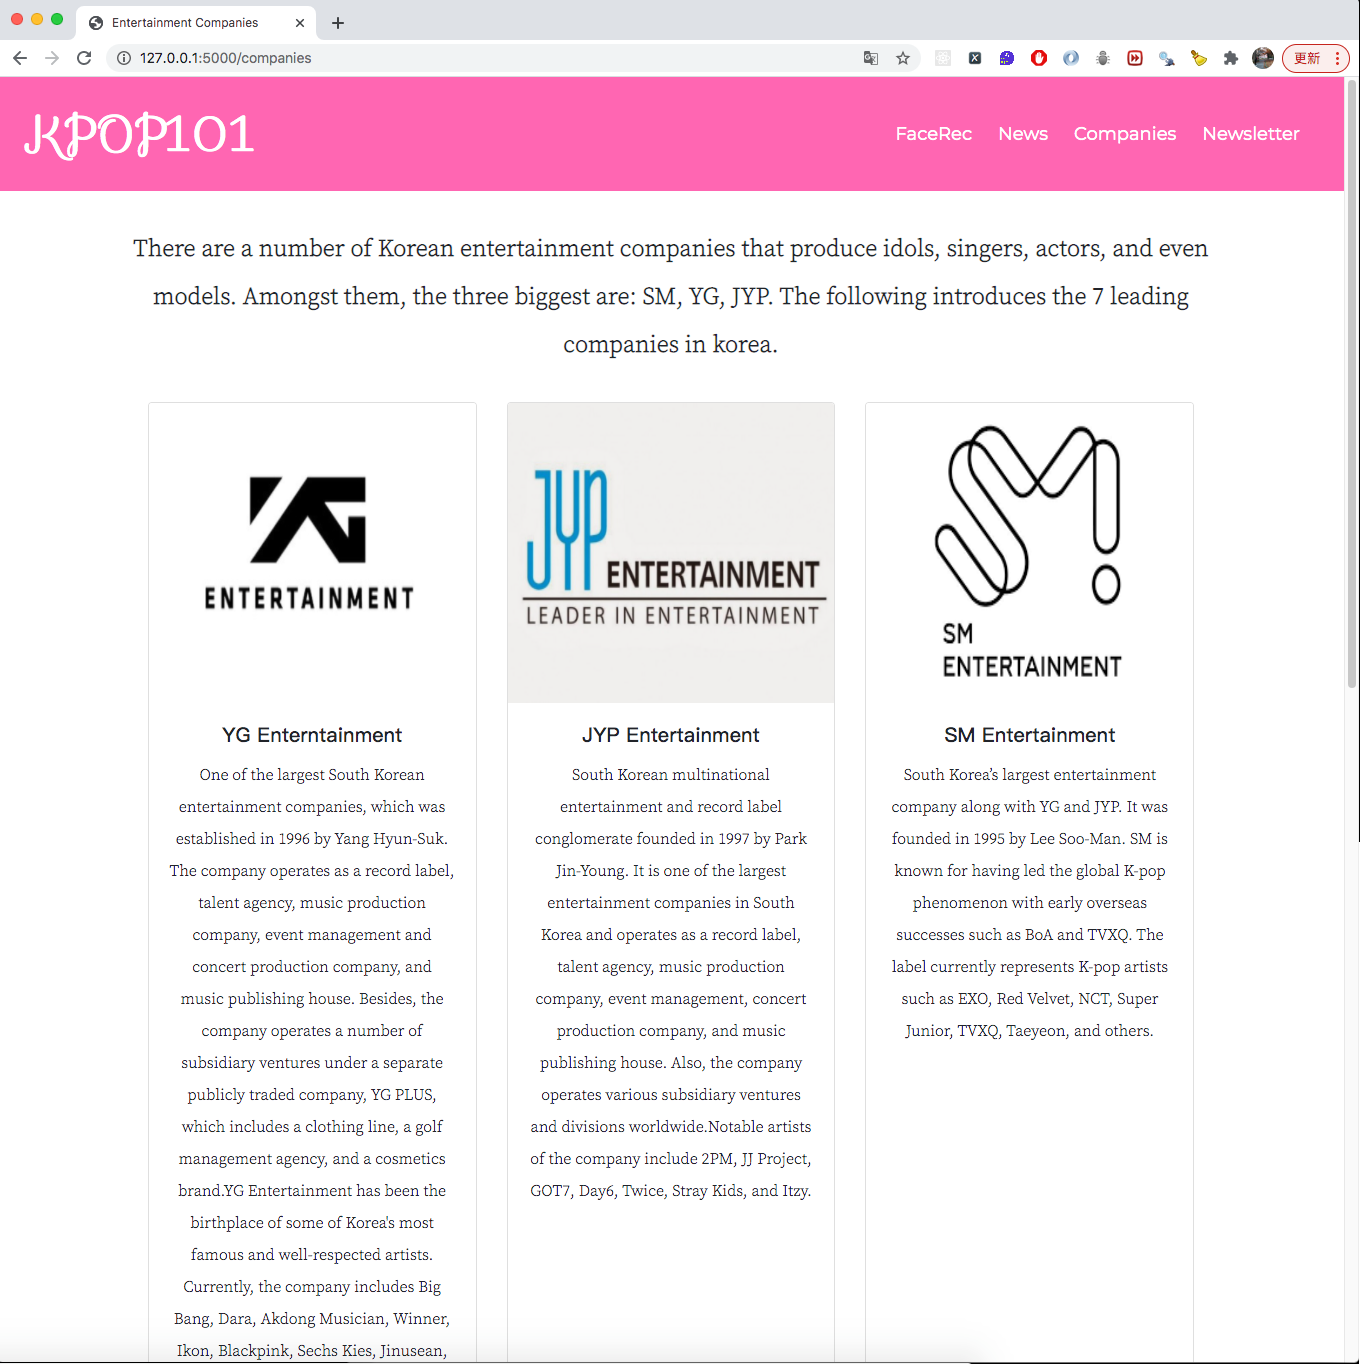 Entertainment Companies
127.0.0.1:5000/companies
更新
KPOP101
FaceRec News Companies Newsletter
There are a number of Korean entertainment companies that produce idols, singers, actors, and even
models. Amongst them, the three biggest are: SM, YG, JYP. The following introduces the 7 leading
companies in korea.
YG
ENTERTAINMENT
YG Enterntainment
One of the largest South Korean
entertainment companies, which was
established in 1996 by Yang Hyun-Suk.
The company operates as a record label,
talent agency, music production
company, event management and
concert production company, and
music publishing house. Besides, the
company operates a number of
subsidiary ventures under a separate
publicly traded company, YG PLUS,
which includes a clothing line, a golf
management agency, and a cosmetics
brand.YG Entertainment has been the
birthplace of some of Korea's most
famous and well-respected artists.
Currently, the company includes Big
Bang, Dara, Akdong Musician, Winner,
Ikon, Blackpink, Sechs Kies, Jinusean,
JYP ENTERTAINMENT
LEADER IN ENTERTAINMENT
JYP Entertainment
South Korean multinational
entertainment and record label
conglomerate founded in 1997 by Park
Jin-Young. It is one of the largest
entertainment companies in South
Korea and operates as a record label,
talent agency, music production
company, event management, concert
production company, and music
publishing house. Also, the company
operates various subsidiary ventures
and divisions worldwide.Notable artists
of the company include 2PM, JJ Project,
GOT7, Day6, Twice, Stray Kids, and Itzy.
SM
SM
ENTERTAINMENT
SM Entertainment
South Korea’s largest entertainment
company along with YG and JYP. It was
founded in 1995 by Lee Soo-Man. SM is
known for having led the global K-pop
phenomenon with early overseas
successes such as BoA and TVXQ. The
label currently represents K-pop artists
such as EXO, Red Velvet, NCT, Super
Junior, TVXQ, Taeyeon, and others.